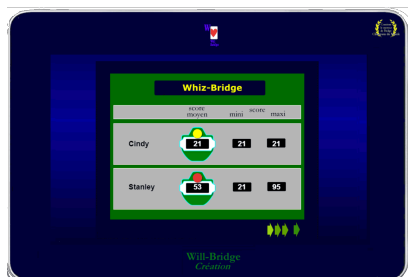 Whiz-Bridge
score moyen mini score maxi
Cindy 21 21 21
Stanley 53 21 95
Will-Bridge
Création